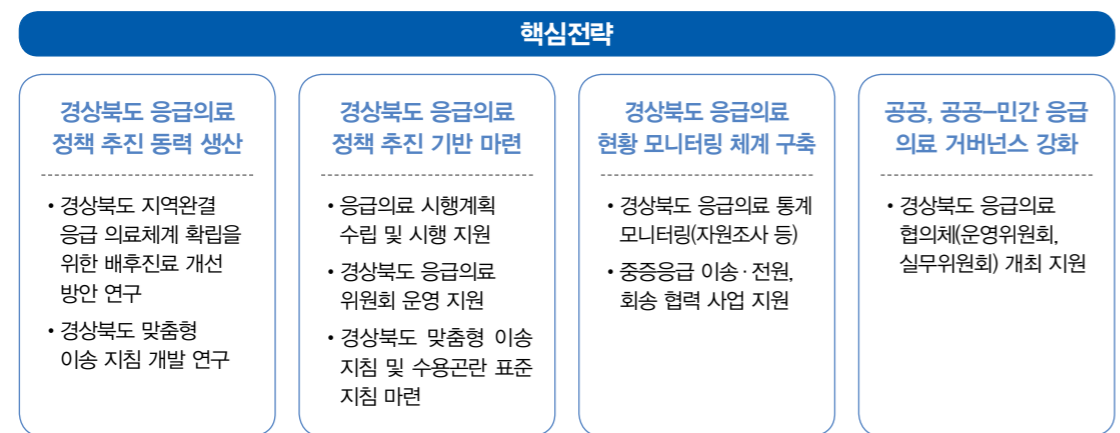 핵심전략
경상북도 응급의료
정책 추진 동력 생산
• 경상북도 지역완결
응급 의료체계 확립을
위한 배후진료 개선
방안 연구
• 경상북도 맞춤형
이송 지침 개발 연구
경상북도 응급의료
정책 추진 기반 마련
• 응급의료 시행계획
수립 및 시행 지원
• 경상북도 응급의료
위원회 운영 지원
• 경상북도 맞춤형 이송
지침 및 수용곤란 표준
지침 마련
경상북도 응급의료
현황 모니터링 체계 구축
• 경상북도 응급의료 통계
모니터링(자원조사 등)
• 중증응급 이송·전원,
회송 협력 사업 지원
공공, 공공-민간 응급
의료 거버넌스 강화
• 경상북도 응급의료
협의체(운영위원회,
실무위원회) 개최 지원